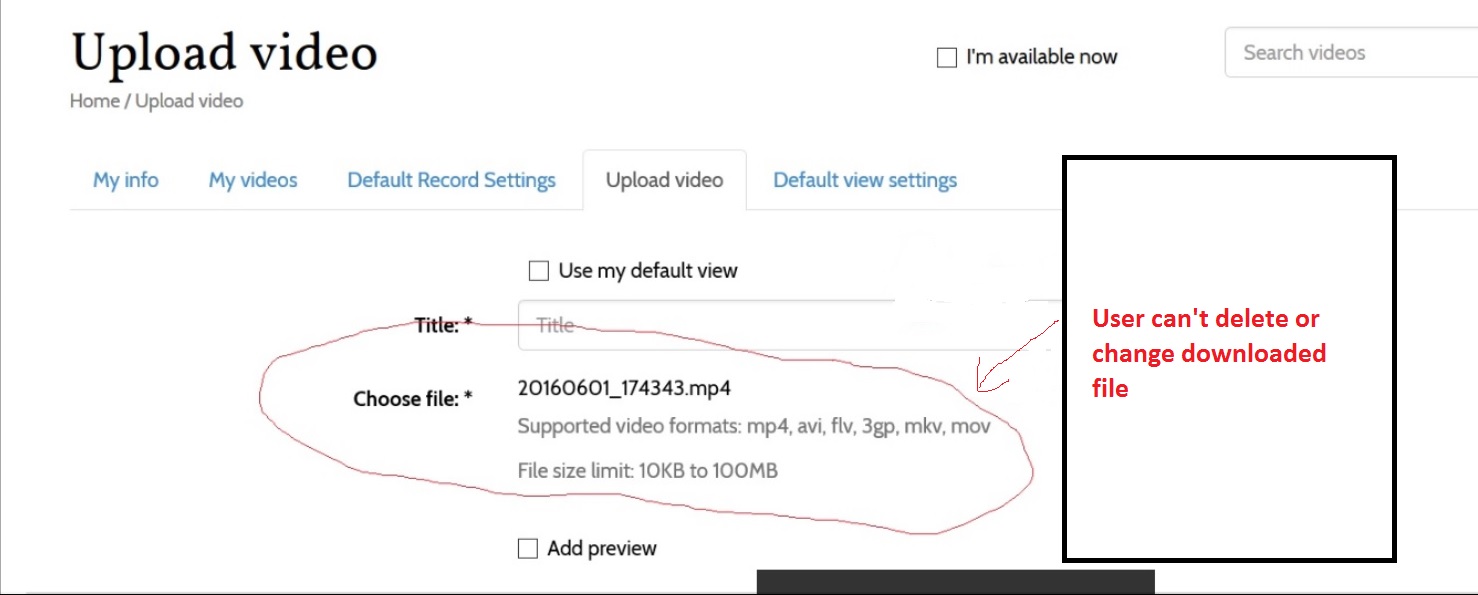 Upload video
I'm available now
Search videos
Home / Upload video
My info
My videos
Default Record Settings
Upload video
Default view settings
Use my default view
Title: *
Title
Choose file: *
20160601_174343.mp4
Supported video formats: mp4, avi, flv, 3gp, mkv, mov
File size limit: 10KB to 100MB
Add preview
User can't delete or
change downloaded
file